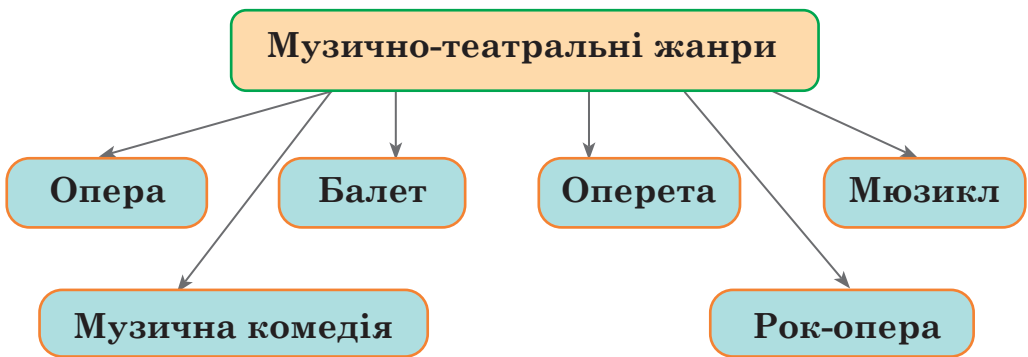 Музично-театральні жанри
Опера
Балет
Оперета
Мюзикл
Музична комедія
Рок-опера